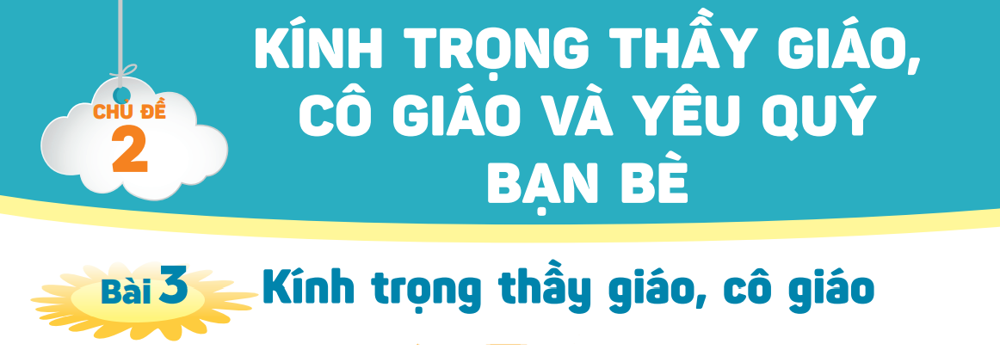 CHỦ ĐỀ
2
KÍNH TRỌNG THẦY GIÁO,
CÔ GIÁO VÀ YÊU QUÝ
BẠN BÈ
Bài 3
Kính trọng thầy giáo, cô giáo